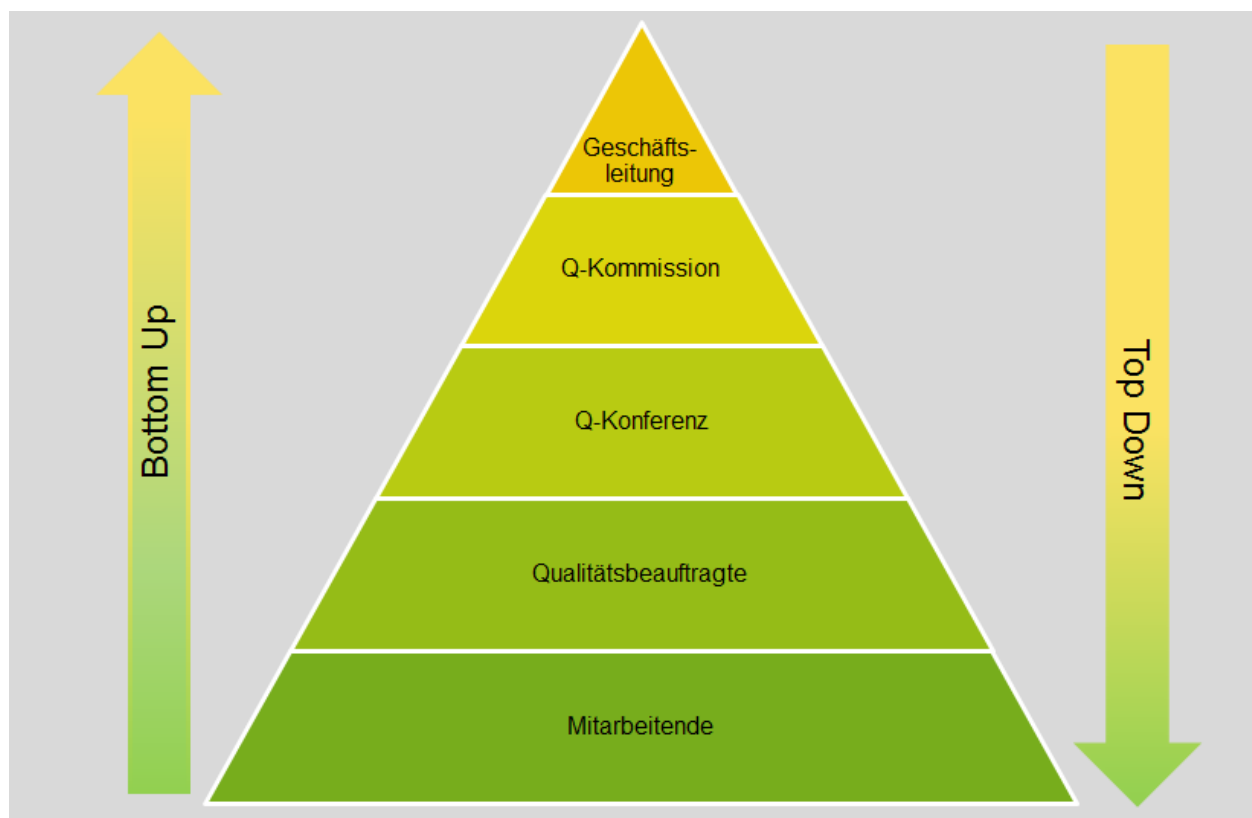 Bottom Up
Geschäfts-
leitung
Q-Kommission
Q-Konferenz
Qualitätsbeauftragte
Mitarbeitende
Top Down